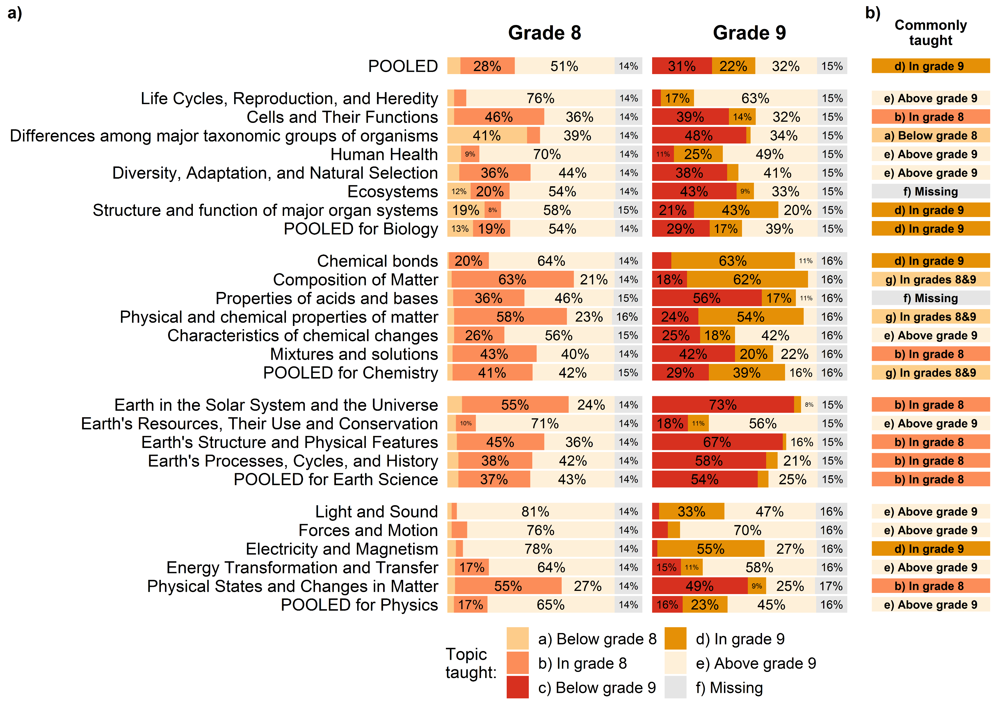 a)
b)
Grade 8 Grade 9 Commonly
taught
POOLED 28% 51% 14% 31% 22% 32% 15% d) In grade 9
Life Cycles, Reproduction, and Heredity 76% 14% 17% 63% 15% e) Above grade 9
Cells and Their Functions 46% 36% 14% 39% 14% 32% 15% b) In grade 8
Differences among major taxonomic groups of organisms 41% 39% 14% 48% 34% 15% a) Below grade 8
Human Health 9% 70% 14% 11% 25% 49% 15% e) Above grade 9
Diversity, Adaptation, and Natural Selection 36% 44% 14% 38% 41% 15% e) Above grade 9
Ecosystems 12% 20% 54% 14% 43% 9% 33% 15% f) Missing
Structure and function of major organ systems 19% 8% 58% 15% 21% 43% 20% 15% d) In grade 9
POOLED for Biology 13% 19% 54% 14% 29% 17% 39% 15% d) In grade 9
Chemical bonds 20% 64% 14% 63% 11% 16% d) In grade 9
Composition of Matter 63% 21% 14% 18% 62% 16% g) In grades 8&9
Properties of acids and bases 36% 46% 15% 56% 17% 11% 16% f) Missing
Physical and chemical properties of matter 58% 23% 16% 24% 54% 16% g) In grades 8&9
Characteristics of chemical changes 26% 56% 15% 25% 18% 42% 16% e) Above grade 9
Mixtures and solutions 43% 40% 14% 42% 20% 22% 16% b) In grade 8
POOLED for Chemistry 41% 42% 15% 29% 39% 16% 16% g) In grades 8&9
Earth in the Solar System and the Universe 55% 24% 14% 73% 8% 15% b) In grade 8
Earth's Resources, Their Use and Conservation 10% 71% 14% 18% 11% 56% 15% e) Above grade 9
Earth's Structure and Physical Features 45% 36% 14% 67% 16% 15% b) In grade 8
Earth's Processes, Cycles, and History 38% 42% 14% 58% 21% 15% b) In grade 8
POOLED for Earth Science 37% 43% 14% 54% 25% 15% b) In grade 8
Light and Sound 81% 14% 33% 47% 16% e) Above grade 9
Forces and Motion 76% 14% 70% 16% e) Above grade 9
Electricity and Magnetism 78% 14% 55% 27% 16% d) In grade 9
Energy Transformation and Transfer 17% 64% 14% 15% 11% 58% 16% e) Above grade 9
Physical States and Changes in Matter 55% 27% 14% 49% 9% 25% 17% b) In grade 8
POOLED for Physics 17% 65% 14% 16% 23% 45% 16% e) Above grade 9
Topic
taught:
a) Below grade 8
b) In grade 8
c) Below grade 9
d) In grade 9
e) Above grade 9
f) Missing